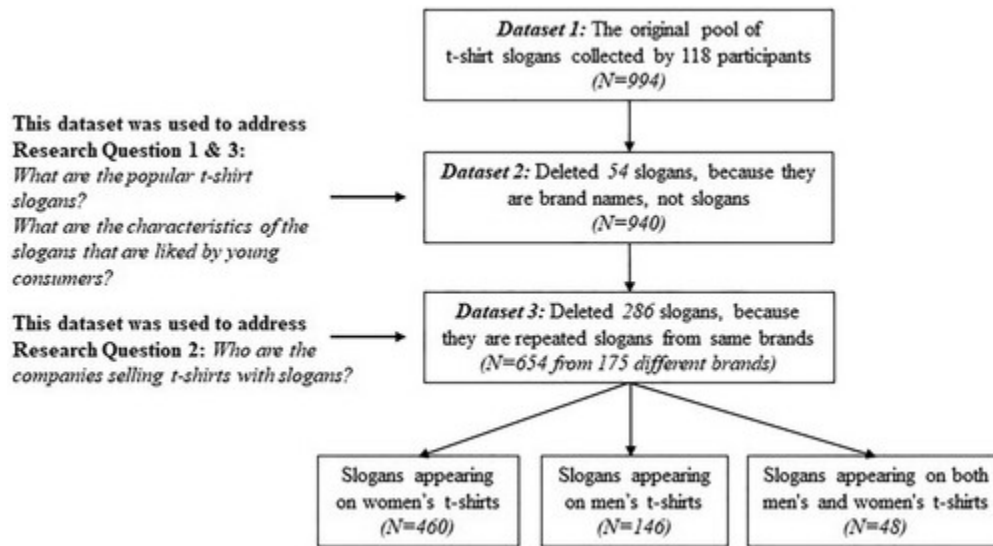 Dataset 1: The original pool of
t-shirt slogans collected by 118 participants
(N=994)
This dataset was used to address
Research Question 1 & 3:
What are the popular t-shirt
slogans?
What are the characteristics of the
slogans that are liked by young
consumers?
Dataset 2: Deleted 54 slogans, because they
are brand names, not slogans
(N=940)
This dataset was used to address
Research Question 2: Who are the
companies selling t-shirts with slogans?
Dataset 3: Deleted 286 slogans, because
they are repeated slogans from same brands
(N=654 from 175 different brands)
Slogans appearing
on women's t-shirts
(N=460)
Slogans appearing
on men's t-shirts
(N=146)
Slogans appearing on both
men's and women's t-shirts
(N=48)